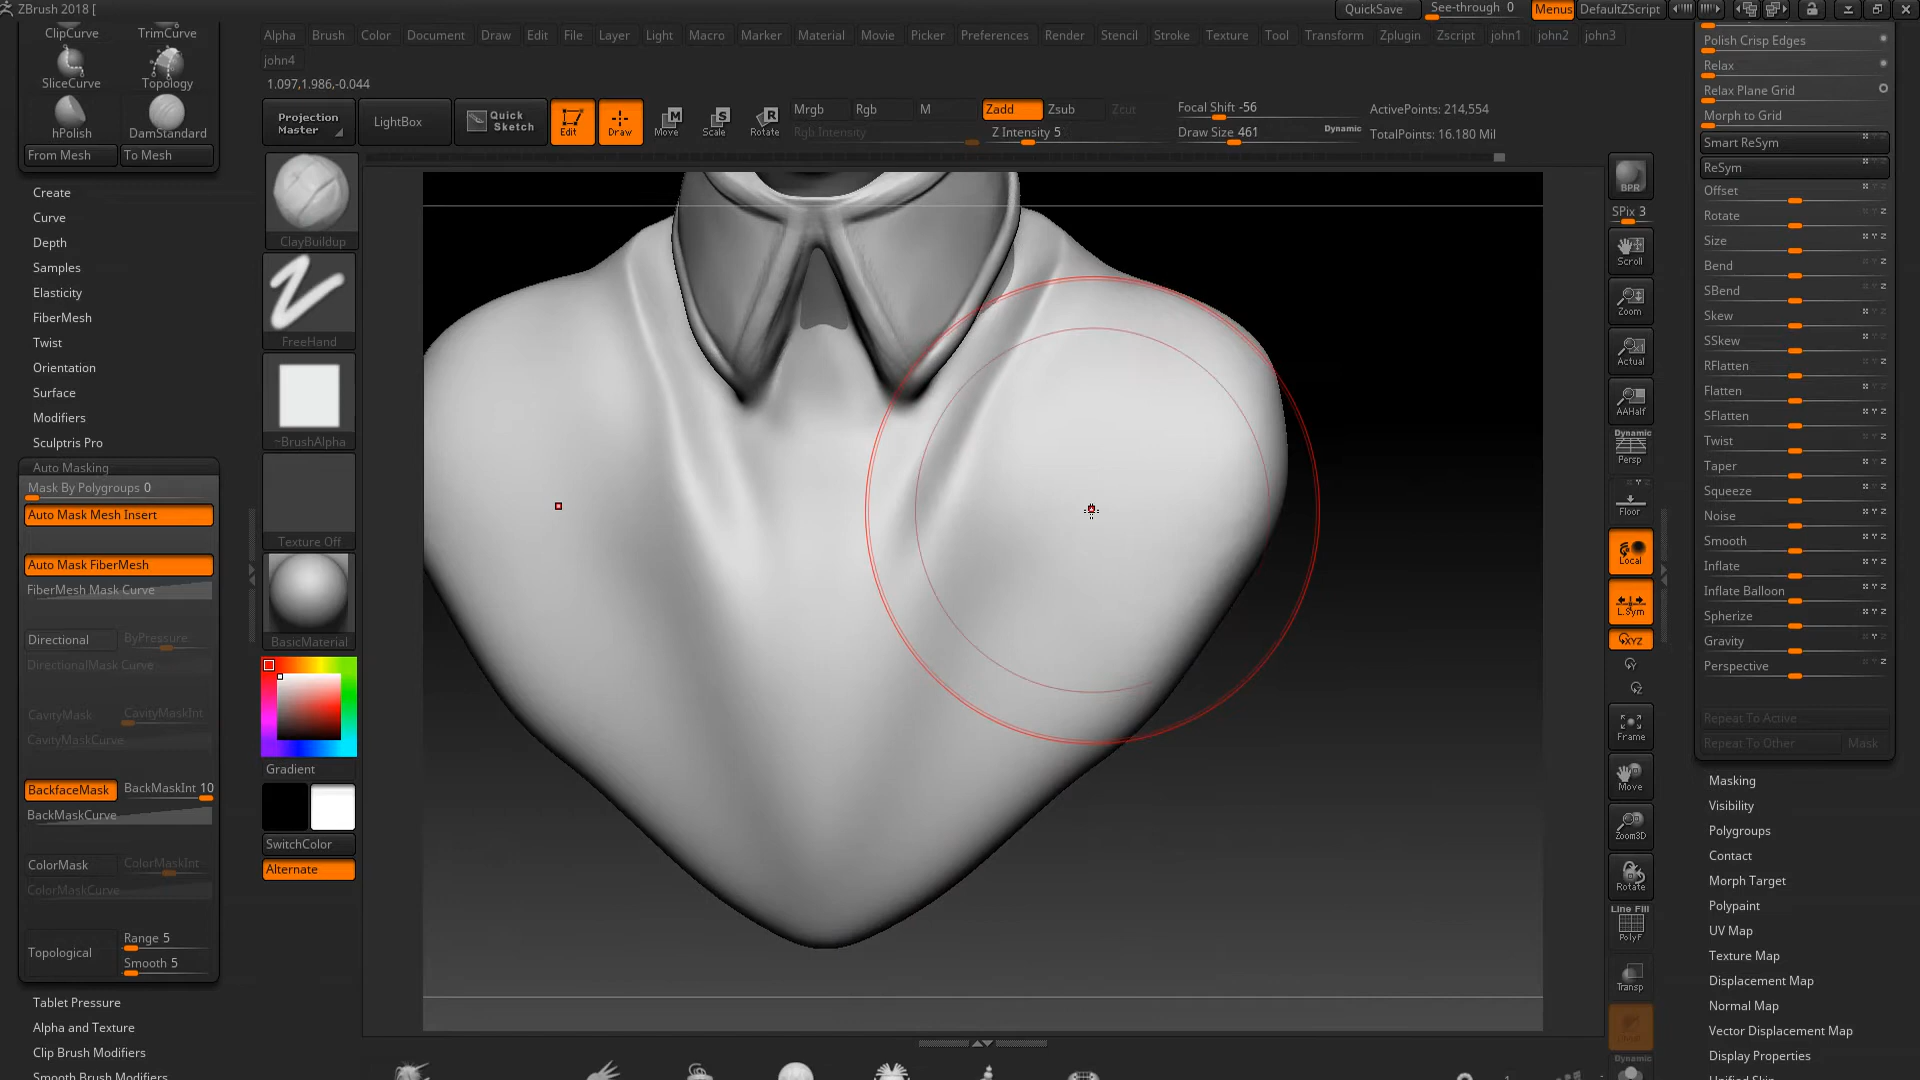 ZBrush 2018 [
QuickSave
See-through 0
Menus
DefaultZScript
ClipCurve
TrimCurve
SliceCurve
Topology
hPolish
DamStandard
From Mesh
To Mesh
Create
Curve
Depth
Samples
Elasticity
FiberMesh
Twist
Orientation
Surface
Modifiers
Sculptris Pro
Auto Masking
Mask By Polygroups 0
Auto Mask Mesh Insert
Auto Mask FiberMesh
FiberMesh Mask Curve
Directional
ByPressure
DirectionalMask Curve
CavityMask
CavityMaskInt
CavityMaskCurve
BackfaceMask
BackMaskInt 10
BackMaskCurve
ColorMask
ColorMaskInt
ColorMaskCurve
Topological
Range 5
Smooth 5
Tablet Pressure
Alpha and Texture
Clip Brush Modifiers
Smooth Brush Modifiers
Alpha
Brush
Color
Document
Draw
Edit
File
Layer
Light
Macro
Marker
Material
Movie
Picker
Preferences
Render
Stencil
Stroke
Texture
Tool
Transform
Zplugin
Zscript
john1
john2
john3
john4
1.097,1.986,-0.044
Projection
Master
LightBox
Quick
Sketch
Edit
Draw
Move
Scale
Rotate
Mrgb
Rgb
M
Rgb Intensity
Zadd
Zsub
Zcut
Z Intensity 5
Focal Shift -56
Draw Size 461
Dynamic
ActivePoints: 214,554
TotalPoints: 16.180 Mil
ClayBuildup
FreeHand
~BrushAlpha
Texture Off
BasicMaterial
Gradient
SwitchColor
Alternate
BPR
SPix 3
Scroll
Zoom
Actual
AAHalf
Dynamic
Persp
Floor
Local
L.Sym
XYZ
Frame
Move
Zoom3D
Rotate
Line Fill
PolyF
Transp
Dynamic
Polish Crisp Edges
Relax
Relax Plane Grid
Morph to Grid
Smart ReSym
ReSym
Offset
Rotate
Size
Bend
SBend
Skew
SSkew
RFlatten
Flatten
SFlatten
Twist
Taper
Squeeze
Noise
Smooth
Inflate
Inflate Balloon
Spherize
Gravity
Perspective
Repeat To Active
Repeat To Other
Mask
Masking
Visibility
Polygroups
Contact
Morph Target
Polypaint
UV Map
Texture Map
Displacement Map
Normal Map
Vector Displacement Map
Display Properties